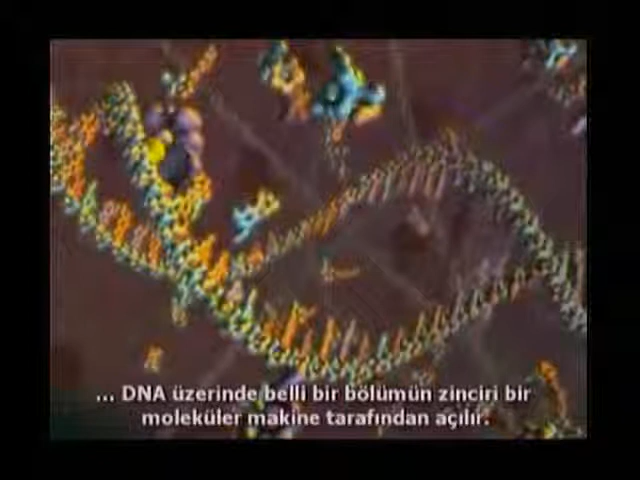 ... DNA üzerinde belli bir bölümün zinciri bir
moleküler makine tarafından açılır.